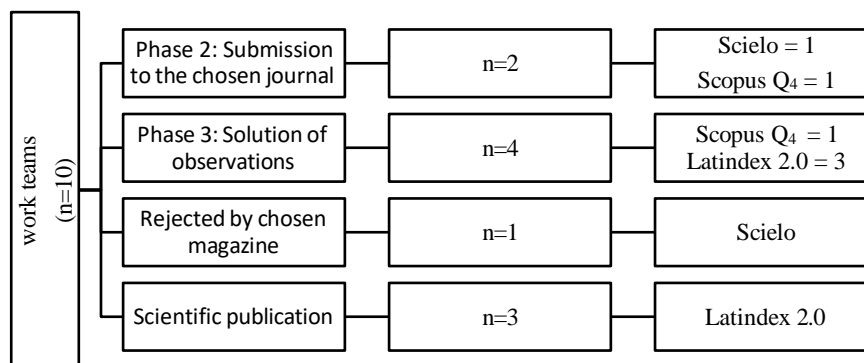 work teams
(n=10)
Phase 2: Submission
to the chosen journal
n=2
Scielo = 1
Scopus Q₄ = 1
Phase 3: Solution of
observations
n=4
Scopus Q₄ = 1
Latindex 2.0 = 3
Rejected by chosen
magazine
n=1
Scielo
Scientific publication
n=3
Latindex 2.0